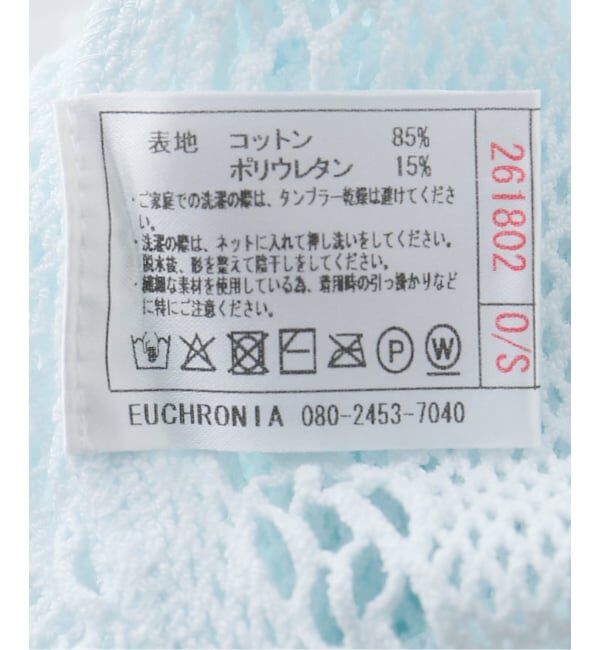 表地 コットン 85%
ポリウレタン 15%
・ご家庭での洗濯の際は、タンブラー乾燥は避けてくださ
い。
・洗濯の際は、ネットに入れて押し洗いをしてください。
脱水後、形を整えて陰干しをしてください。
・繊細な素材を使用している為、着用時の引っ掛かりなど
に特にご注意ください。
P W
EUCHRONIA 080-2453-7040
261802 O/S